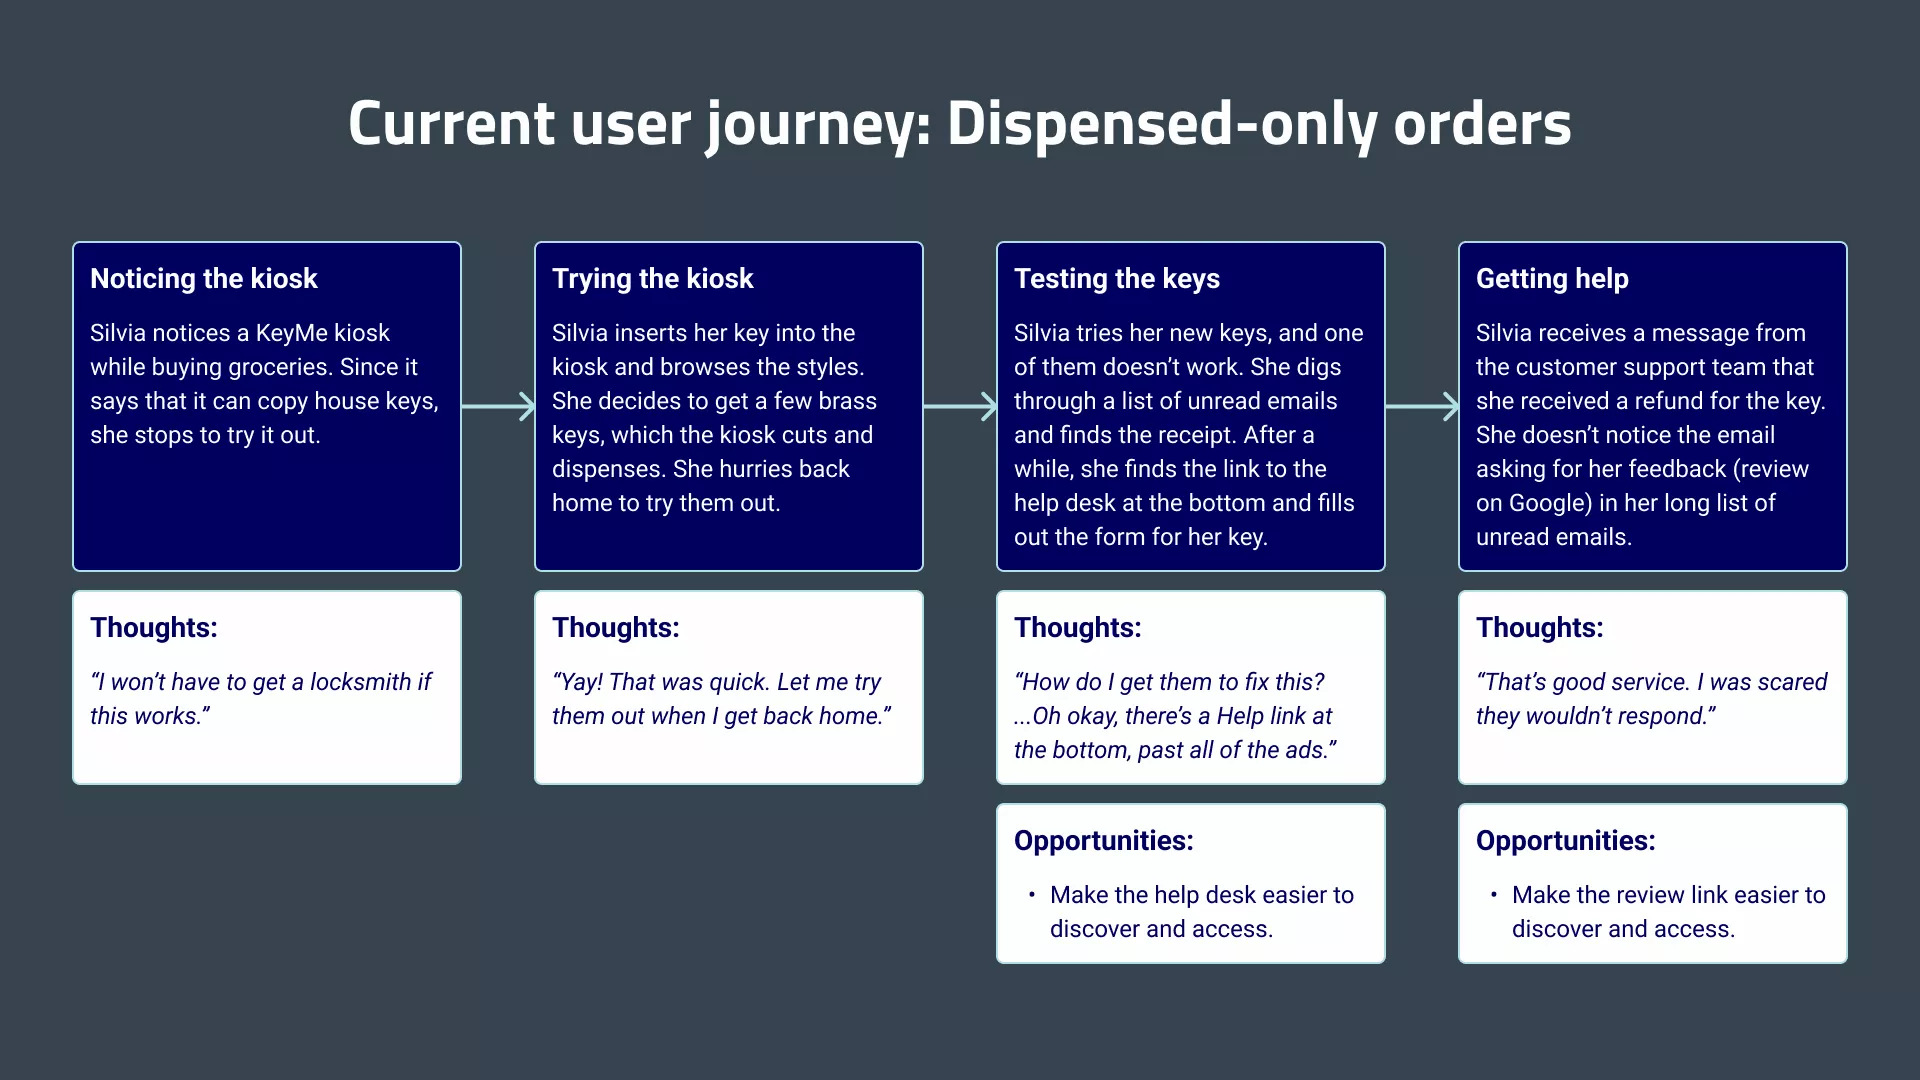 Current user journey: Dispensed-only orders
Noticing the kiosk
Silvia notices a KeyMe kiosk
while buying groceries. Since it
says that it can copy house keys,
she stops to try it out.
Thoughts:
“I won’t have to get a locksmith if
this works.”
Trying the kiosk
Silvia inserts her key into the
kiosk and browses the styles.
She decides to get a few brass
keys, which the kiosk cuts and
dispenses. She hurries back
home to try them out.
Thoughts:
“Yay! That was quick. Let me try
them out when I get back home.”
Testing the keys
Silvia tries her new keys, and one
of them doesn’t work. She digs
through a list of unread emails
and finds the receipt. After a
while, she finds the link to the
help desk at the bottom and fills
out the form for her key.
Thoughts:
“How do I get them to fix this?
...Oh okay, there’s a Help link at
the bottom, past all of the ads.”
Opportunities:
• Make the help desk easier to
discover and access.
Getting help
Silvia receives a message from
the customer support team that
she received a refund for the key.
She doesn’t notice the email
asking for her feedback (review
on Google) in her long list of
unread emails.
Thoughts:
“That’s good service. I was scared
they wouldn’t respond.”
Opportunities:
• Make the review link easier to
discover and access.